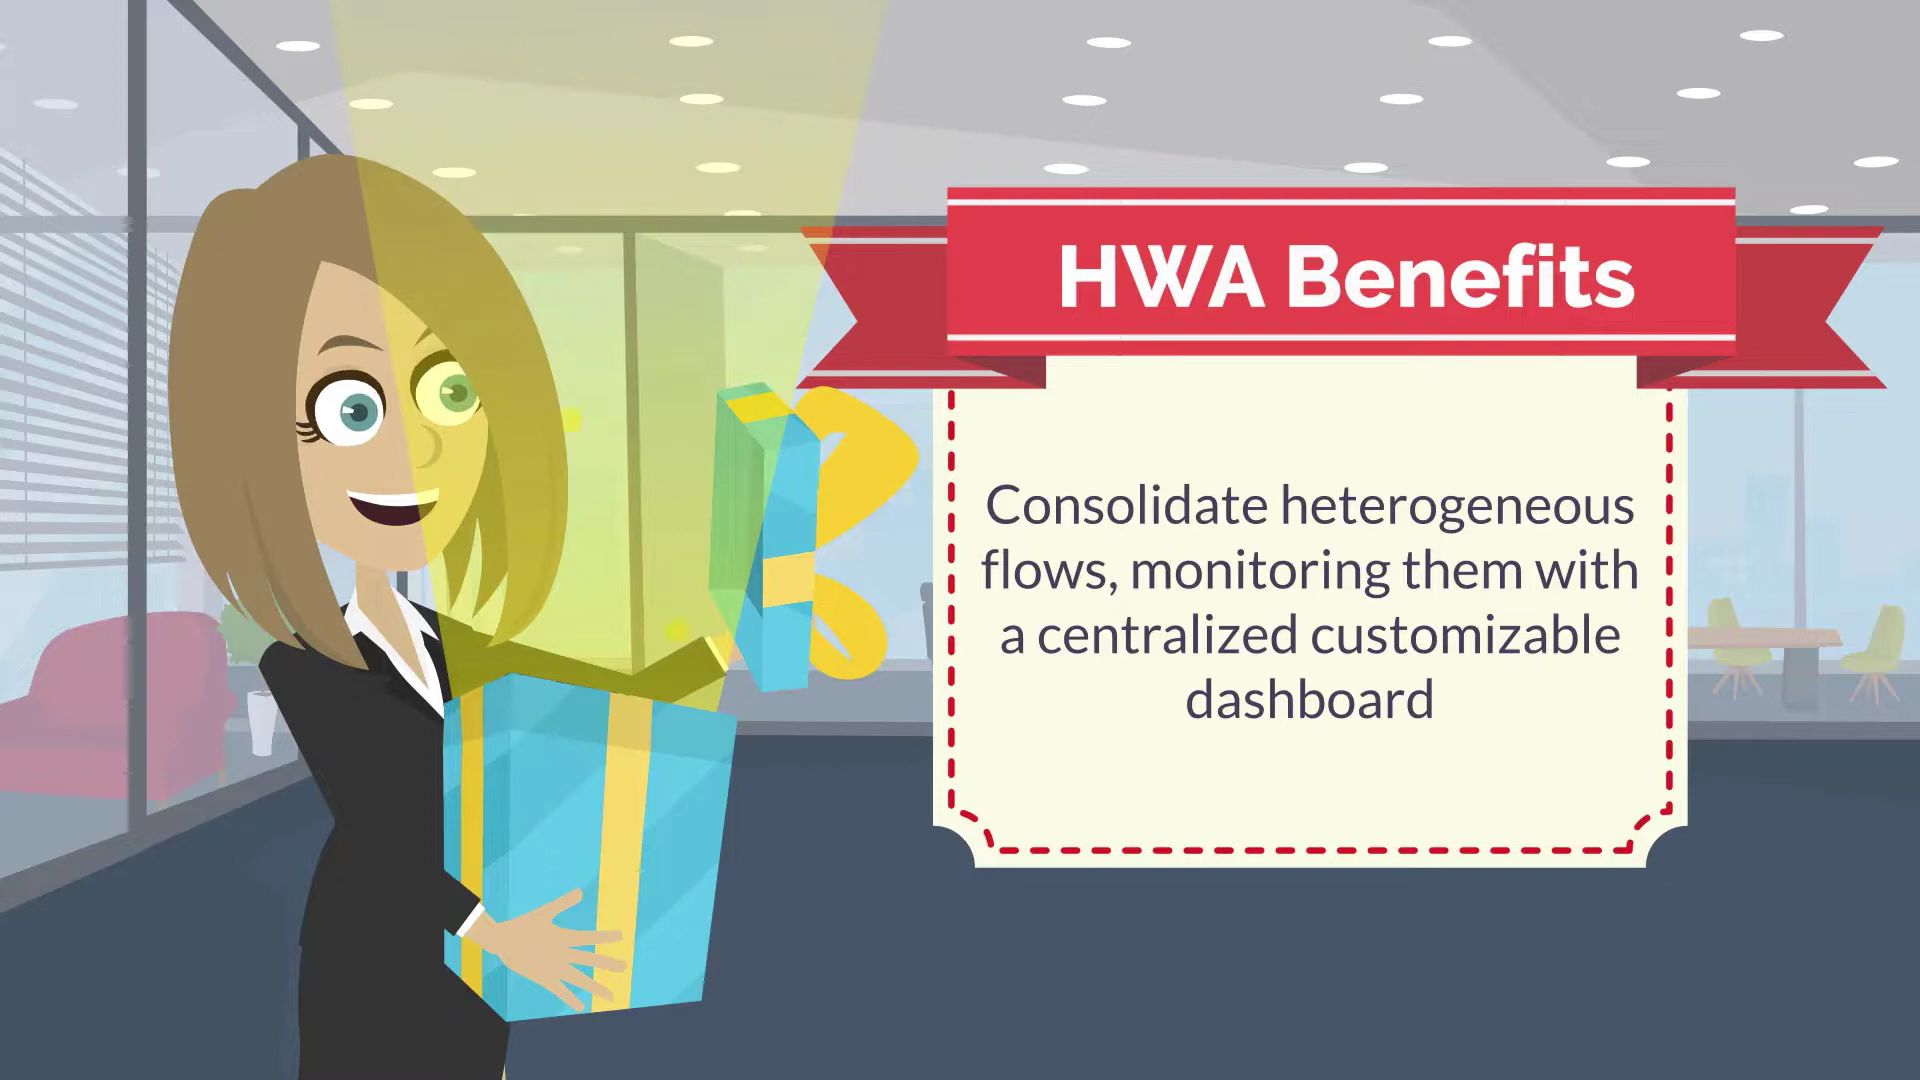 HWA Benefits
Consolidate heterogeneous
flows, monitoring them with
a centralized customizable
dashboard